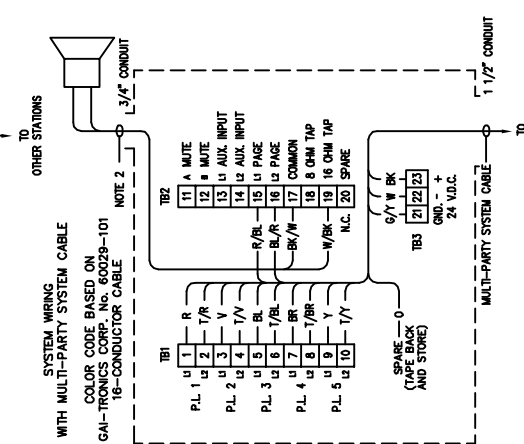 SYSTEM WIRING
WITH MULTI-PARTY SYSTEM CABLE
COLOR CODE BASED ON
GAI-TRONICS CORP. No. 60029-101
16-CONDUCTOR CABLE
TO
OTHER STATIONS
3/4" CONDUIT
NOTE 2
1 1/2" CONDUIT
TB2
11 A MUTE
12 B MUTE
13 L1 AUX. INPUT
14 L2 AUX. INPUT
R/BL 15 L1 PAGE
BL/R 16 L2 PAGE
BK/W 17 COMMON
18 8 OHM TAP
W/BK 19 16 OHM TAP
N.C. 20 SPARE
TB1
P.L. 1
L1 1 R
L2 2 T/R
P.L. 2
L1 3 V
L2 4 T/V
P.L. 3
L1 5 BL
L2 6 T/BL
P.L. 4
L1 7 BR
L2 8 T/BR
P.L. 5
L1 9 Y
L2 10 T/Y
G/Y W BK
21 22 23
TB3
GND. - +
24 V.D.C.
SPARE
(TAPE BACK
AND STORE)
MULTI-PARTY SYSTEM CABLE
TO